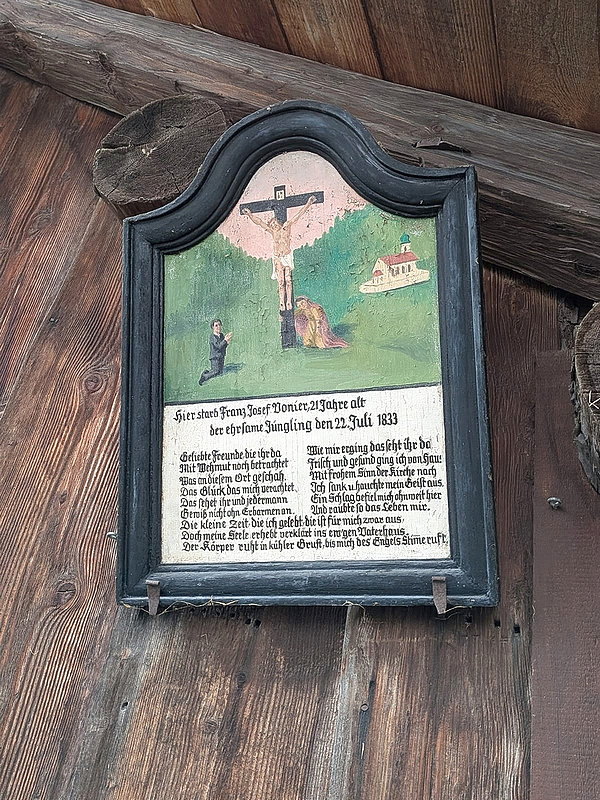 Hier starb Franz Josef Vonier, 21 Jahre alt
der ehrsame Jüngling den 22. Juli 1833
Geliebte Freunde, die ihr da
Mit Wehmut noch betrachtet
Was an diesem Ort geschah.
Das Glück, das mich verachtet,
Das sehet ihr und jedermann
Gewiß nicht ohn Erbarmen an.
Wie mir erging das seht ihr da
Frisch und gesund ging ich von Haus
Mit frohem Sinn der Kirche nach
Ich sank u. hauchte mein Geist aus.
Ein Schlag befiel mich ohnweit hier
Und raubte so das Leben mir.
Die kleine Zeit, die ich gelebt, die ist für mich zwar aus.
Doch meine Seele erhebt verklärt ins ew'gen Vaterhaus
Der Körper ruht in kühler Gruft, bis mich des Engels Stime ruft.